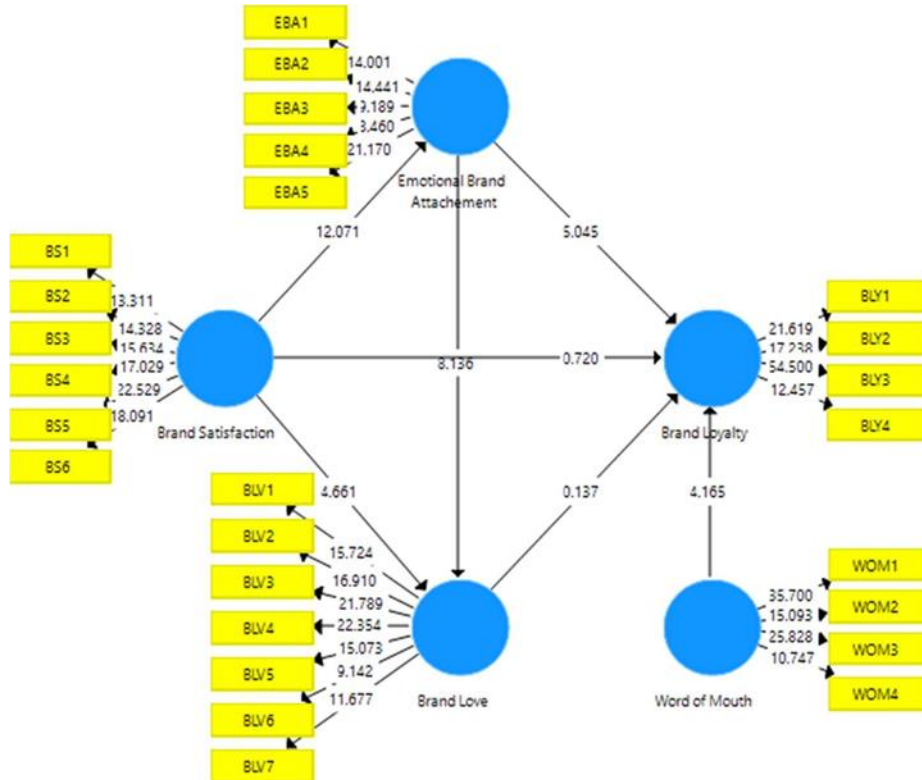 EBA1
EBA2
EBA3
EBA4
EBA5
14.001
14.441
9.189
21.170
Emotional Brand
Attachement
12.071
5.045
BS1
BS2
BS3
BS4
BS5
BS6
13.311
14.328
15.634
17.029
22.529
18.091
Brand Satisfaction
8.136
0.720
BLY1
BLY2
BLY3
BLY4
21.619
17.238
54.500
12.457
Brand Loyalty
4.661
0.137
4.165
BLV1
BLV2
BLV3
BLV4
BLV5
BLV6
BLV7
15.724
16.910
21.789
22.354
15.073
9.142
11.677
Brand Love
WOM1
WOM2
WOM3
WOM4
35.700
15.093
25.828
10.747
Word of Mouth